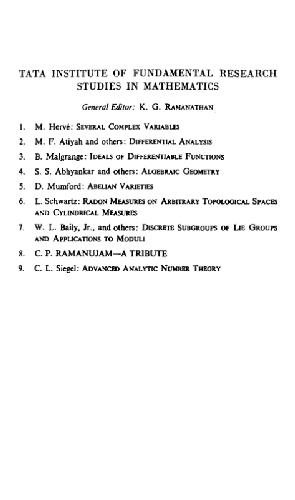 TATA INSTITUTE OF FUNDAMENTAL RESEARCH
STUDIES IN MATHEMATICS
General Editor: K. G. RAMANATHAN
1. M. Hervé: SEVERAL COMPLEX VARIABLES
2. M. F. Atiyah and others: DIFFERENTIAL ANALYSIS
3. B. Malgrange: IDEALS OF DIFFERENTIABLE FUNCTIONS
4. S. S. Abhyankar and others: ALGEBRAIC GEOMETRY
5. D. Mumford: ABELIAN VARIETIES
6. L. Schwartz: RADON MEASURES ON ARBITRARY TOPOLOGICAL SPACES
AND CYLINDRICAL MEASURES
7. W. L. Baily, Jr., and others: DISCRETE SUBGROUPS OF LIE GROUPS
AND APPLICATIONS TO MODULI
8. C. P. RAMANUJAM—A TRIBUTE
9. C. L. Siegel: ADVANCED ANALYTIC NUMBER THEORY